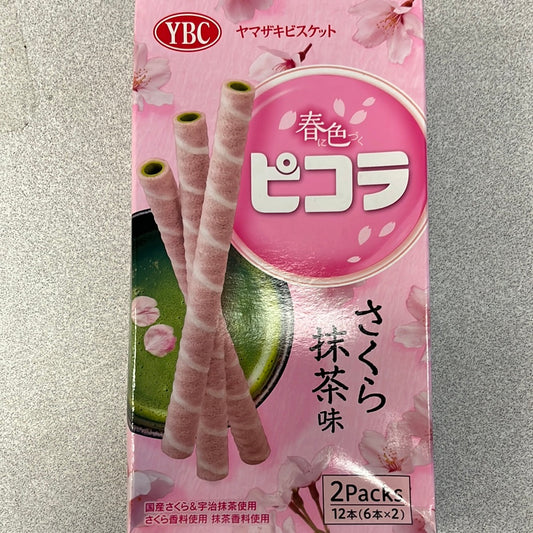 YBC
ヤマザキビスケット
春に色づく
ピコラ
さくら
抹茶味
国産さくら&宇治抹茶使用
さくら香料使用 抹茶香料使用
2Packs
12本(6本×2)